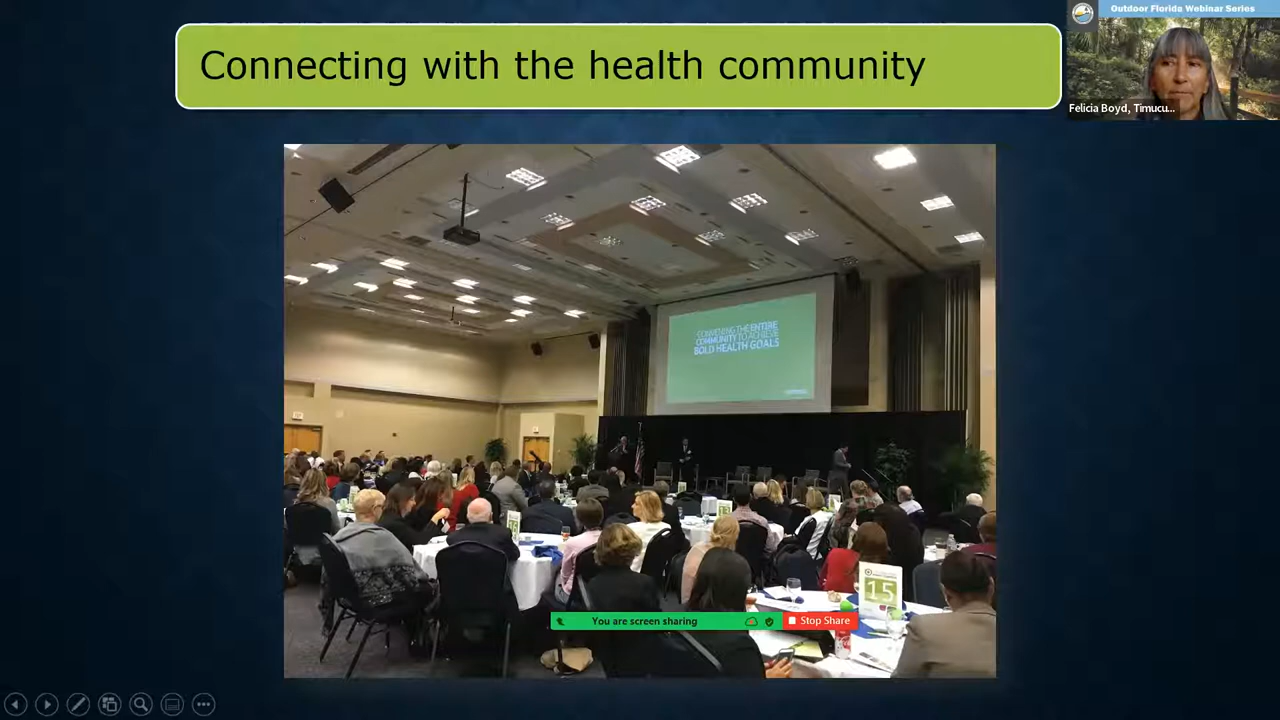 Connecting with the health community
Outdoor Florida Webinar Series
Felicia Boyd, Timucu...
CONVENING THE ENTIRE
COMMUNITY TO ACHIEVE
BOLD HEALTH GOALS
15
You are screen sharing
Stop Share